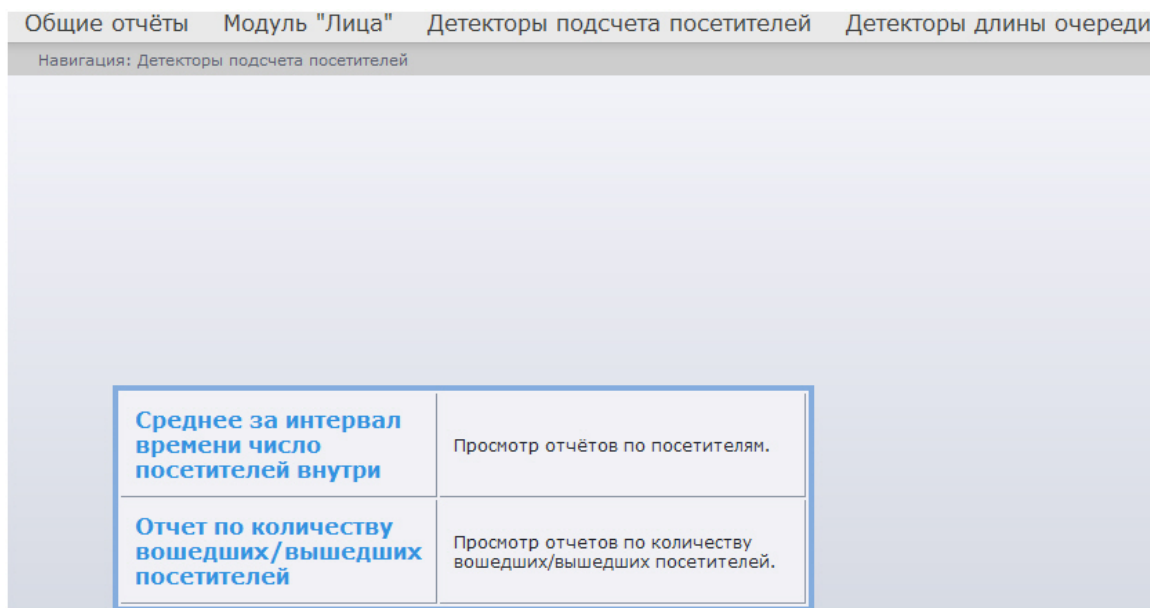 Общие отчёты Модуль "Лица" Детекторы подсчета посетителей Детекторы длины очереди
Навигация: Детекторы подсчета посетителей
Среднее за интервал
времени число
посетителей внутри
Просмотр отчётов по посетителям.
Отчет по количеству
вошедших/вышедших
посетителей
Просмотр отчетов по количеству
вошедших/вышедших посетителей.